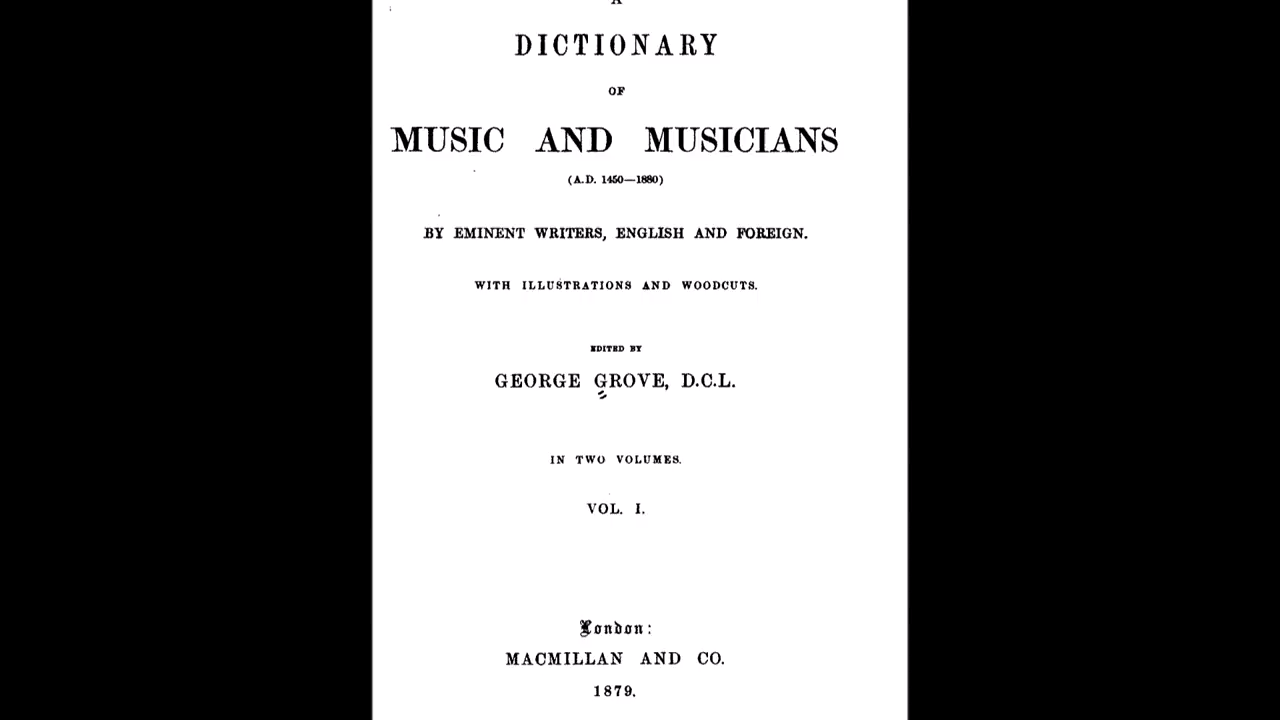 A
DICTIONARY
OF
MUSIC AND MUSICIANS
(A.D. 1450—1880)
BY EMINENT WRITERS, ENGLISH AND FOREIGN.
WITH ILLUSTRATIONS AND WOODCUTS.
EDITED BY
GEORGE GROVE, D.C.L.
IN TWO VOLUMES.
VOL. I.
London:
MACMILLAN AND CO.
1879.